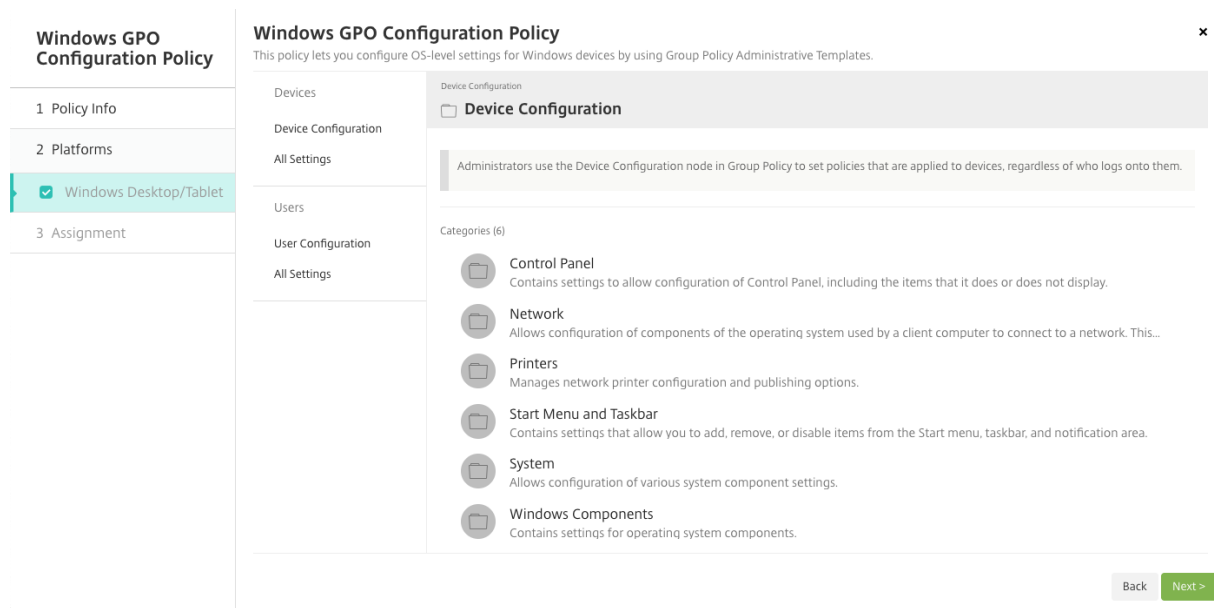 Windows GPO
Configuration Policy
1 Policy Info
2 Platforms
Windows Desktop/Tablet
3 Assignment
Windows GPO Configuration Policy
This policy lets you configure OS-level settings for Windows devices by using Group Policy Administrative Templates.
×
Devices
Device Configuration
All Settings
Users
User Configuration
All Settings
Device Configuration
Device Configuration
Administrators use the Device Configuration node in Group Policy to set policies that are applied to devices, regardless of who logs onto them.
Categories (6)
Control Panel
Contains settings to allow configuration of Control Panel, including the items that it does or does not display.
Network
Allows configuration of components of the operating system used by a client computer to connect to a network. This...
Printers
Manages network printer configuration and publishing options.
Start Menu and Taskbar
Contains settings that allow you to add, remove, or disable items from the Start menu, taskbar, and notification area.
System
Allows configuration of various system component settings.
Windows Components
Contains settings for operating system components.
Back
Next >